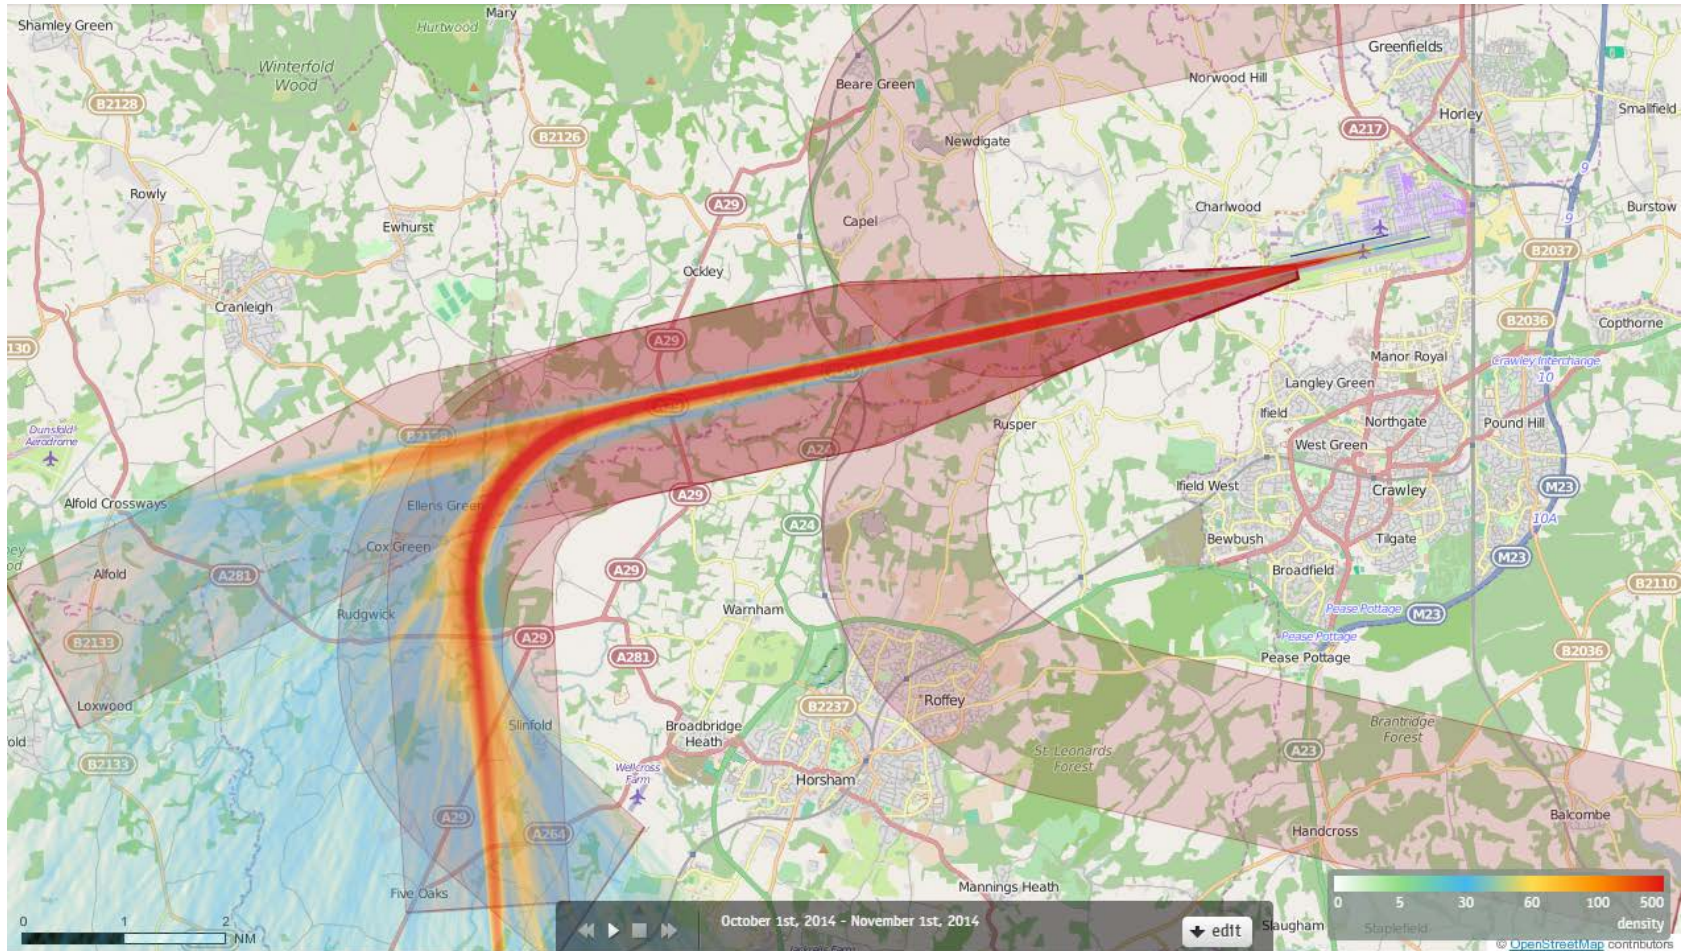 Shamley Green
Mary
Hurtwood
Greenfields
Winterfold
Wood
Beare Green
Norwood Hill
B2128
Smallfield
Horley
B2126
A217
Newdigate
9
Rowly
A29
Charlwood
Burstow
Capel
9
Ewhurst
B2037
Ockley
Cranleigh
B2036
Copthorne
A29
130
Manor Royal
Crawley Interchange
10
Langley Green
Ifield
Northgate
Pound Hill
Dunsfold
Aerodrome
Rusper
West Green
A24
Ifield West
M23
Crawley
A29
Alfold Crossways
Ellens Green
10A
A24
Bewbush
Tilgate
Cox Green
M23
Alfold
A281
A29
Broadfield
B2110
Rudgwick
Warnham
Pease Pottage
M23
A29
Pease Pottage
B2133
A281
Pease Pottage
B2036
Roffey
Loxwood
B2237
Slinfold
Broadbridge
Heath
Brantridge
Forest
old
St. Leonards
Forest
A23
B2133
Wellcross
Farm
Horsham
A29
A264
Balcombe
Handcross
Five Oaks
Mannings Heath
0 1 2
NM
October 1st, 2014 - November 1st, 2014
edit
Slaugham
Staplefield
0 5 30 60 100 500
density
© OpenStreetMap contributors